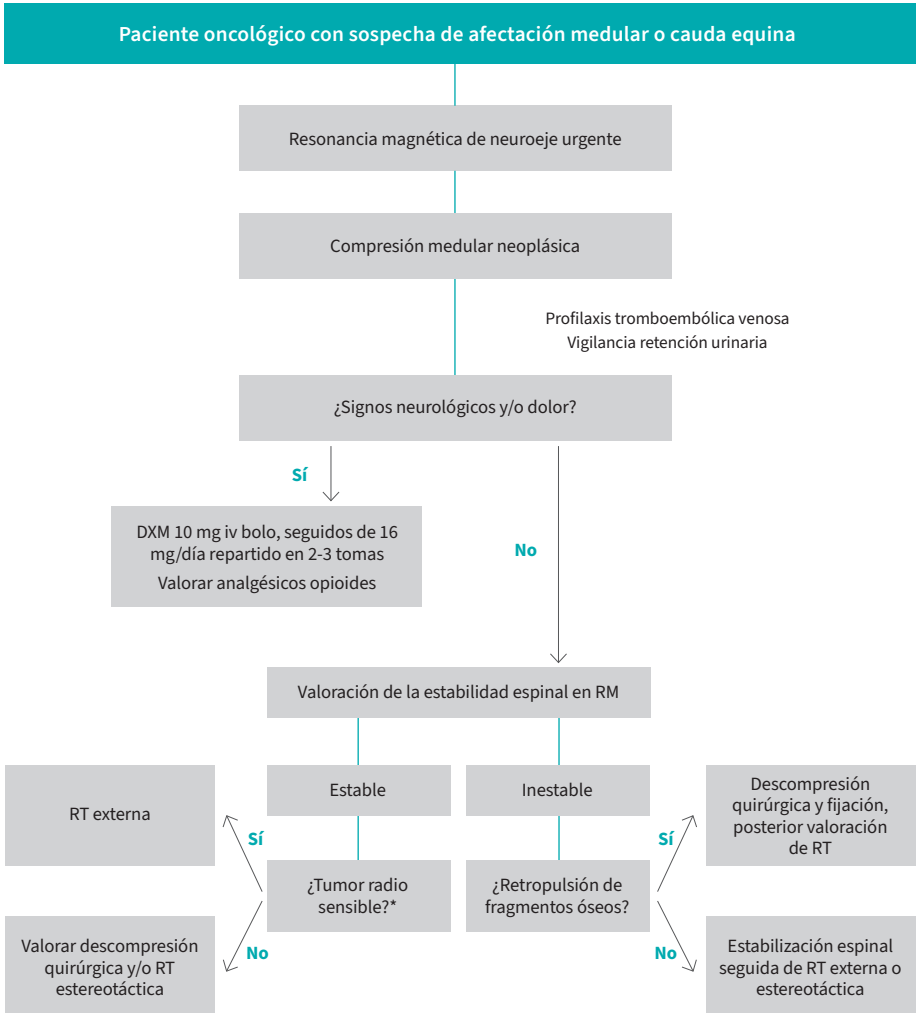 Paciente oncológico con sospecha de afectación medular o cauda equina
Resonancia magnética de neuroeje urgente
Compresión medular neoplásica
Profilaxis tromboembólica venosa
Vigilancia retención urinaria
¿Signos neurológicos y/o dolor?
Sí
DXM 10 mg iv bolo, seguidos de 16
mg/día repartido en 2-3 tomas
Valorar analgésicos opioides
No
Valoración de la estabilidad espinal en RM
Estable
Inestable
RT externa
Descompresión
quirúrgica y fijación,
posterior valoración
de RT
Sí
Sí
¿Tumor radio
sensible?*
¿Retropulsión de
fragmentos óseos?
No
No
Valorar descompresión
quirúrgica y/o RT
estereotáctica
Estabilización espinal
seguida de RT externa o
estereotáctica